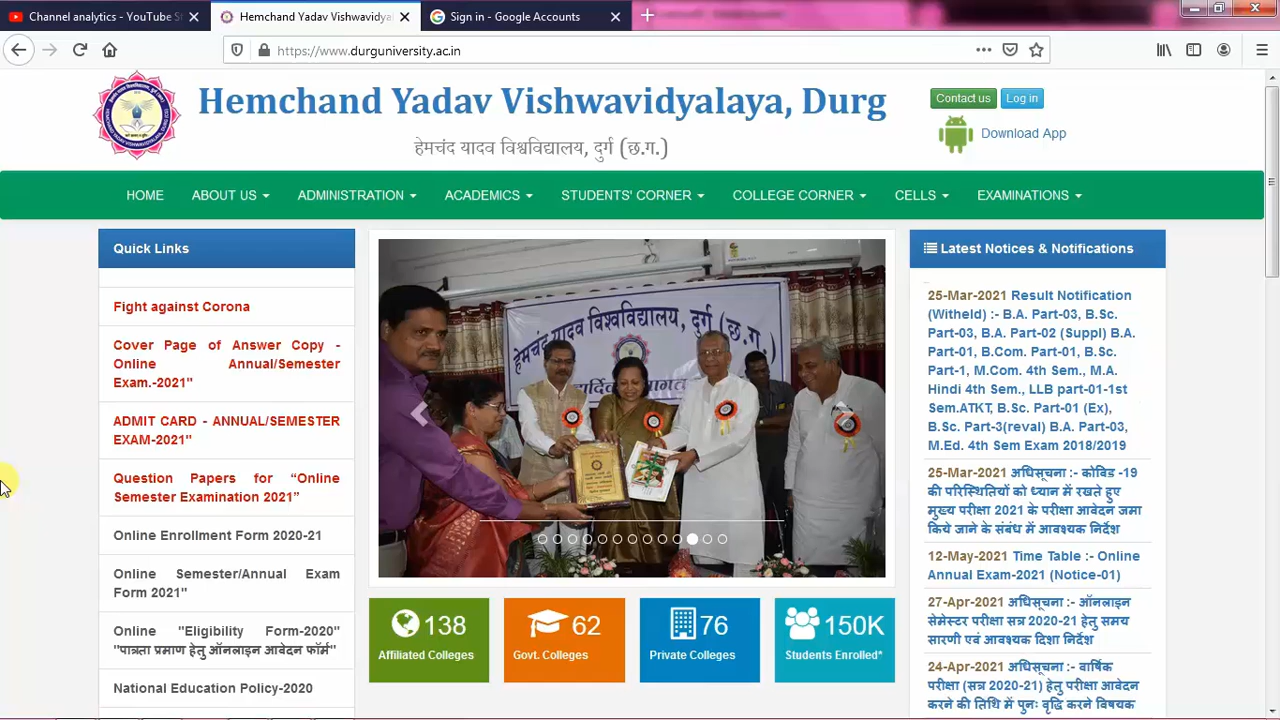 Channel analytics - YouTube St
Hemchand Yadav Vishwavidya
Sign in - Google Accounts
https://www.durguniversity.ac.in
Hemchand Yadav Vishwavidyalaya, Durg
हेमचंद यादव विश्वविद्यालय, दुर्ग (छ.ग.)
Contact us
Log in
Download App
HOME
ABOUT US
ADMINISTRATION
ACADEMICS
STUDENTS' CORNER
COLLEGE CORNER
CELLS
EXAMINATIONS
Quick Links
Fight against Corona
Cover Page of Answer Copy -
Online Annual/Semester
Exam.-2021"
ADMIT CARD - ANNUAL/SEMESTER
EXAM-2021"
Question Papers for “Online
Semester Examination 2021”
Online Enrollment Form 2020-21
Online Semester/Annual Exam
Form 2021"
Online "Eligibility Form-2020"
"पात्रता प्रमाण हेतु ऑनलाइन आवेदन फॉर्म"
National Education Policy-2020
हेमचंद यादव विश्वविद्यालय, दुर्ग (छ.ग.)
138
Affiliated Colleges
62
Govt. Colleges
76
Private Colleges
150K
Students Enrolled*
Latest Notices & Notifications
25-Mar-2021 Result Notification
(Witheld) :- B.A. Part-03, B.Sc.
Part-03, B.A. Part-02 (Suppl) B.A.
Part-01, B.Com. Part-01, B.Sc.
Part-1, M.Com. 4th Sem., M.A.
Hindi 4th Sem., LLB part-01-1st
Sem.ATKT, B.Sc. Part-01 (Ex),
B.Sc. Part-3(reval) B.A. Part-03,
M.Ed. 4th Sem Exam 2018/2019
25-Mar-2021 अधिसूचना :- कोविड -19
की परिस्थितियों को ध्यान में रखते हुए
मुख्य परीक्षा 2021 के परीक्षा आवेदन जमा
किये जाने के संबंध में आवश्यक निर्देश
12-May-2021 Time Table :- Online
Annual Exam-2021 (Notice-01)
27-Apr-2021 अधिसूचना :- ऑनलाइन
सेमेस्टर परीक्षा सत्र 2020-21 हेतु समय
सारणी एवं आवश्यक दिशा निर्देश
24-Apr-2021 अधिसूचना :- वार्षिक
परीक्षा (सत्र 2020-21) हेतु परीक्षा आवेदन
करने की तिथि में पुनः वृद्धि करने विषयक